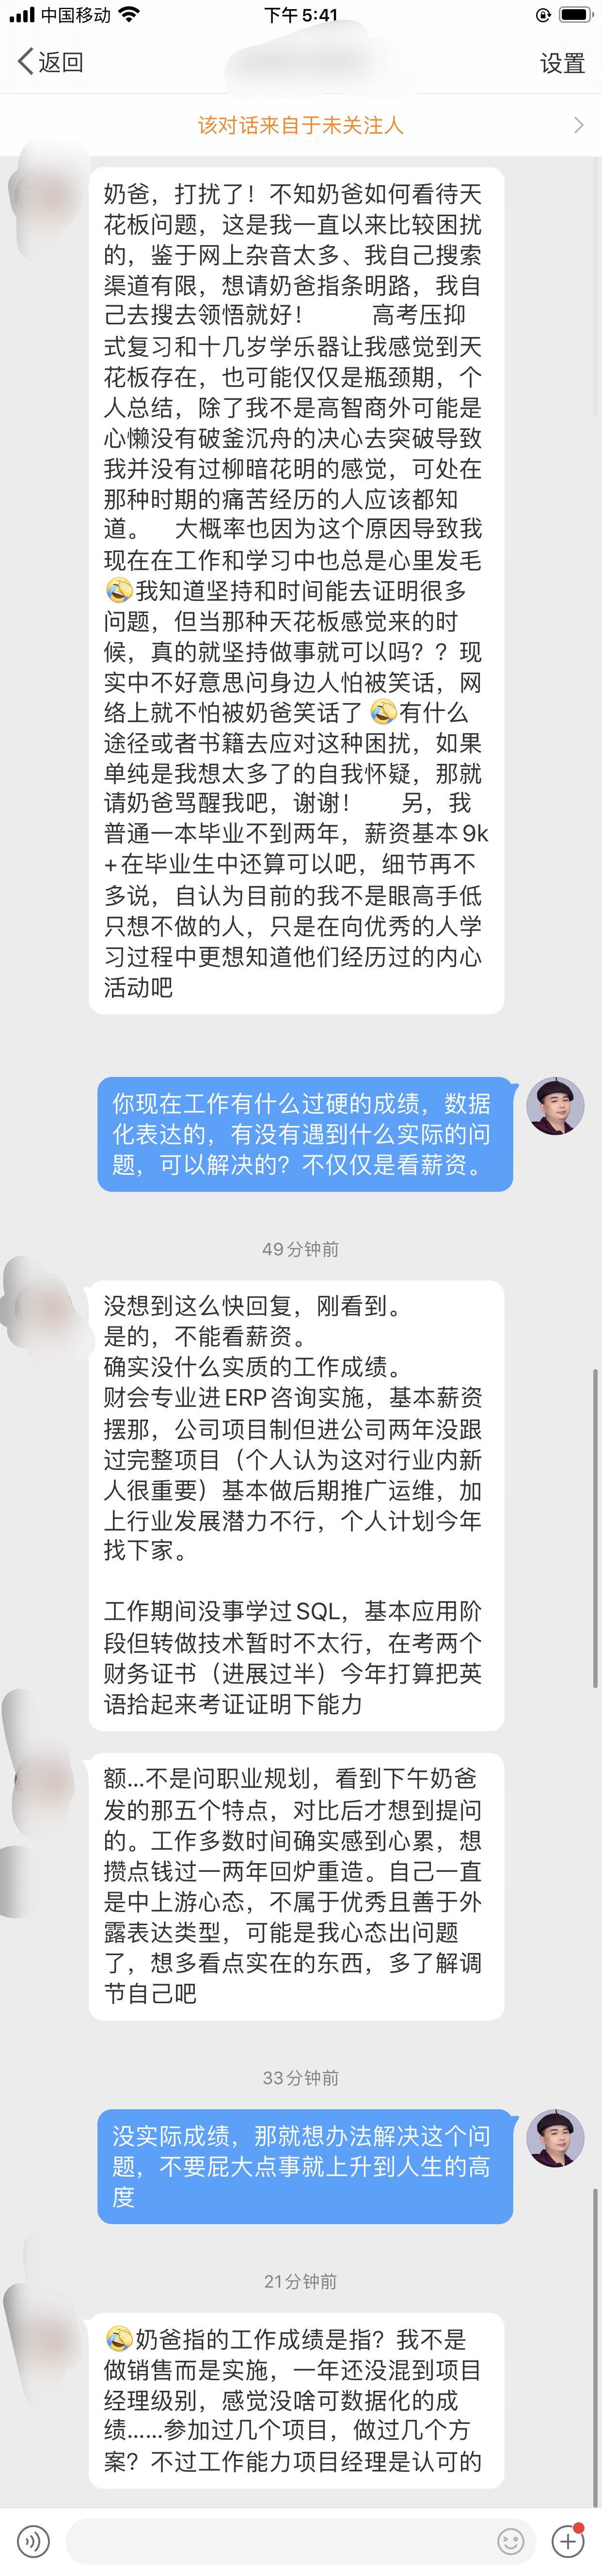 中国移动
下午 5:41
返回
设置
该对话来自于未关注人
奶爸，打扰了！不知奶爸如何看待天
花板问题，这是我一直以来比较困扰
的，鉴于网上杂音太多、我自己搜索
渠道有限，想请奶爸指条明路，我自
己去搜去领悟就好！ 高考压抑
式复习和十几岁学乐器让我感觉到天
花板存在，也可能仅仅是瓶颈期，个
人总结，除了我不是高智商外可能是
心懒没有破釜沉舟的决心去突破导致
我并没有过柳暗花明的感觉，可处在
那种时期的痛苦经历的人应该都知
道。 大概率也因为这个原因导致我
现在在工作和学习中也总是心里发毛
🤣我知道坚持和时间能去证明很多
问题，但当那种天花板感觉来的时
候，真的就坚持做事就可以吗？？现
实中不好意思问身边人怕被笑话，网
络上就不怕被奶爸笑话了🤣有什么
途径或者书籍去应对这种困扰，如果
单纯是我想太多了的自我怀疑，那就
请奶爸骂醒我吧，谢谢！ 另，我
普通一本毕业不到两年，薪资基本9k
+在毕业生中还算可以吧，细节再不
多说，自认为目前的我不是眼高手低
只想不做的人，只是在向优秀的人学
习过程中更想知道他们经历过的内心
活动吧
你现在工作有什么过硬的成绩，数据
化表达的，有没有遇到什么实际的问
题，可以解决的？不仅仅是看薪资。
49分钟前
没想到这么快回复，刚看到。
是的，不能看薪资。
确实没什么实质的工作成绩。
财会专业进ERP咨询实施，基本薪资
摆那，公司项目制但进公司两年没跟
过完整项目（个人认为这对行业内新
人很重要）基本做后期推广运维，加
上行业发展潜力不行，个人计划今年
找下家。
工作期间没事学过SQL，基本应用阶
段但转做技术暂时不太行，在考两个
财务证书（进展过半）今年打算把英
语拾起来考证证明下能力
额...不是问职业规划，看到下午奶爸
发的那五个特点，对比后才想到提问
的。工作多数时间确实感到心累，想
攒点钱过一两年回炉重造。自己一直
是中上游心态，不属于优秀且善于外
露表达类型，可能是我心态出问题
了，想多看点实在的东西，多了解调
节自己吧
33分钟前
没实际成绩，那就想办法解决这个问
题，不要屁大点事就上升到人生的高
度
21分钟前
🤣奶爸指的工作成绩是指？我不是
做销售而是实施，一年还没混到项目
经理级别，感觉没啥可数据化的成
绩......参加过几个项目，做过几个方
案？不过工作能力项目经理是认可的